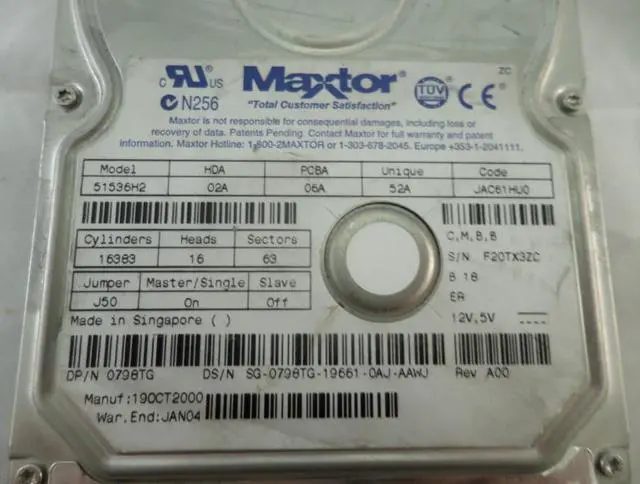 c RU US Maxtor® TÜV CE ZC
N256 "Total Customer Satisfaction"
Maxtor is not responsible for consequential damages, including loss or
recovery of data. Patents Pending. Contact Maxtor for full warranty and patent
information. Maxtor Hotline: 1-800-2MAXTOR or 1-303-678-2045. Europe +353-1-2041111.
Model HDA PCBA Unique Code
51536H2 02A 06A 52A JAC61HU0
Cylinders Heads Sectors
16383 16 63
Jumper Master/Single Slave
J50 On Off
C,M,B,B
S/N F20TX3ZC
B 18
ER
12V,5V
Made in Singapore ( )
DP/N 0798TG DS/N SG-0798TG-19661-0AJ-AAWJ Rev A00
Manuf:19OCT2000
War.End:JAN04